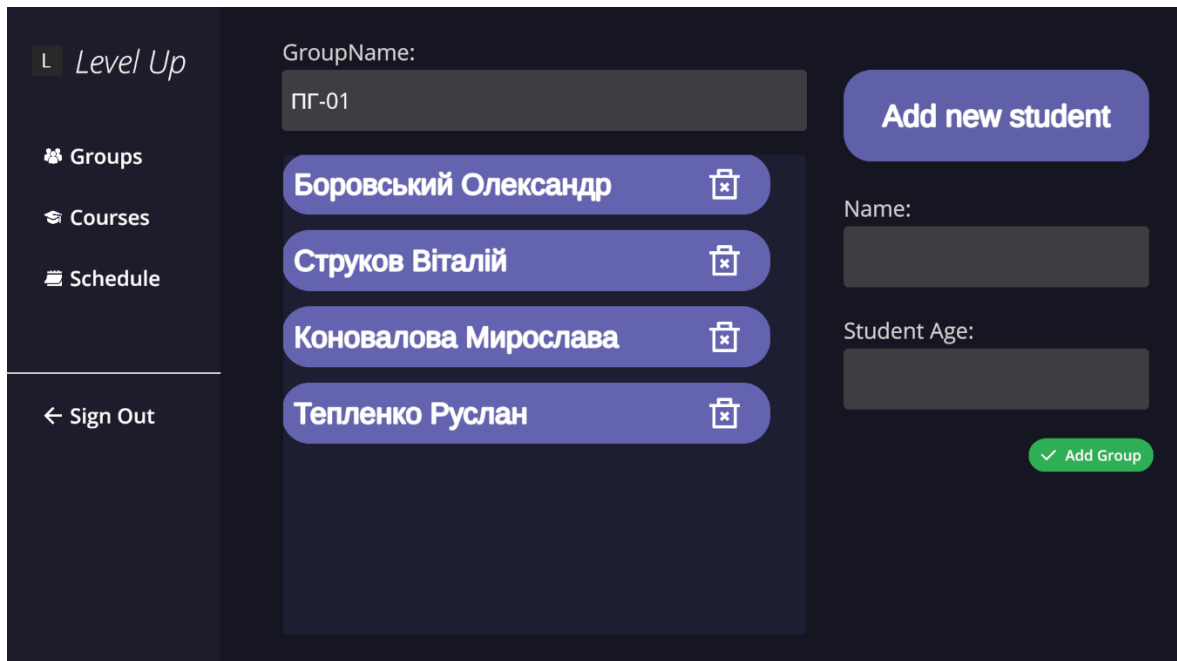 L Level Up
Groups
Courses
Schedule
Sign Out
GroupName:
ПГ-01
Боровський Олександр
Струков Віталій
Коновалова Мирослава
Тепленко Руслан
Add new student
Name:
Student Age:
Add Group